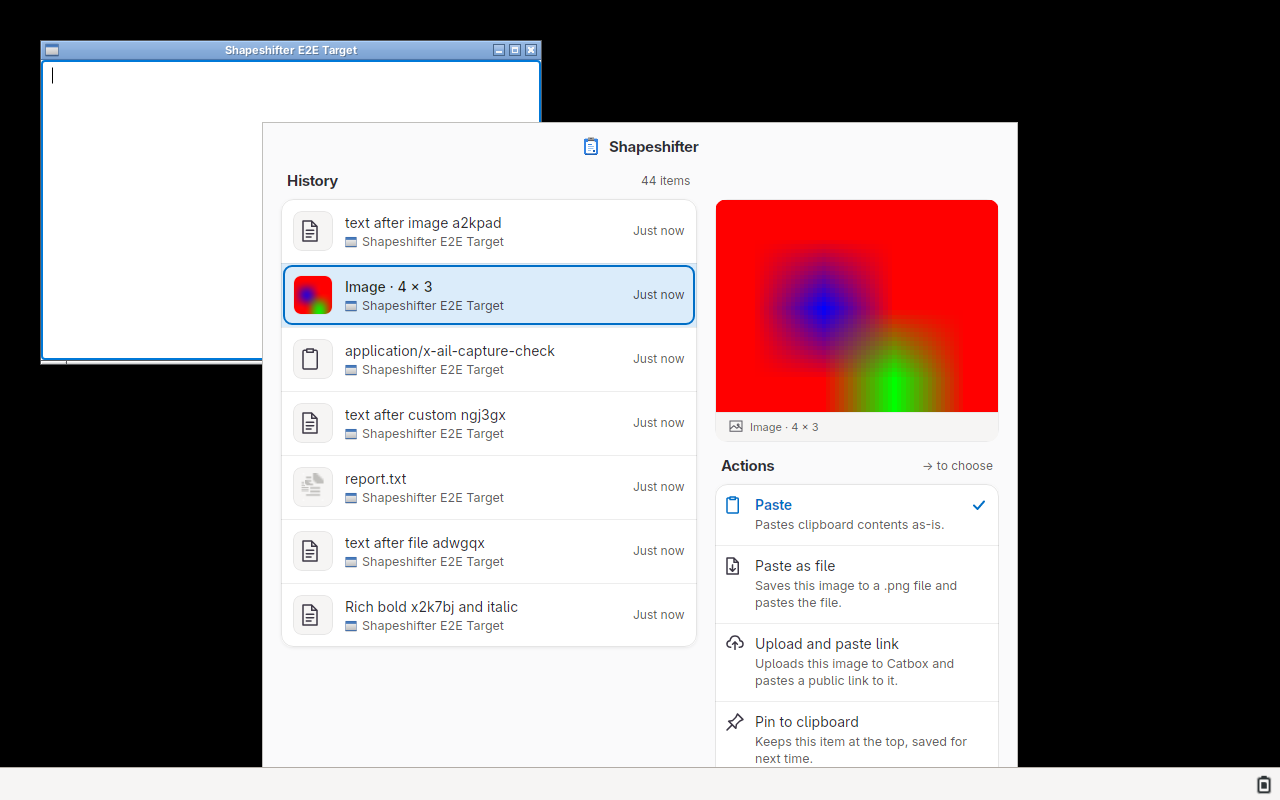 Shapeshifter E2E Target
Shapeshifter
History
44 items
text after image a2kpad
Shapeshifter E2E Target
Just now
Image · 4 × 3
Shapeshifter E2E Target
Just now
application/x-ail-capture-check
Shapeshifter E2E Target
Just now
text after custom ngj3gx
Shapeshifter E2E Target
Just now
report.txt
Shapeshifter E2E Target
Just now
text after file adwgqx
Shapeshifter E2E Target
Just now
Rich bold x2k7bj and italic
Shapeshifter E2E Target
Just now
Image · 4 × 3
Actions
→ to choose
Paste
Pastes clipboard contents as-is.
Paste as file
Saves this image to a .png file and
pastes the file.
Upload and paste link
Uploads this image to Catbox and
pastes a public link to it.
Pin to clipboard
Keeps this item at the top, saved for
next time.